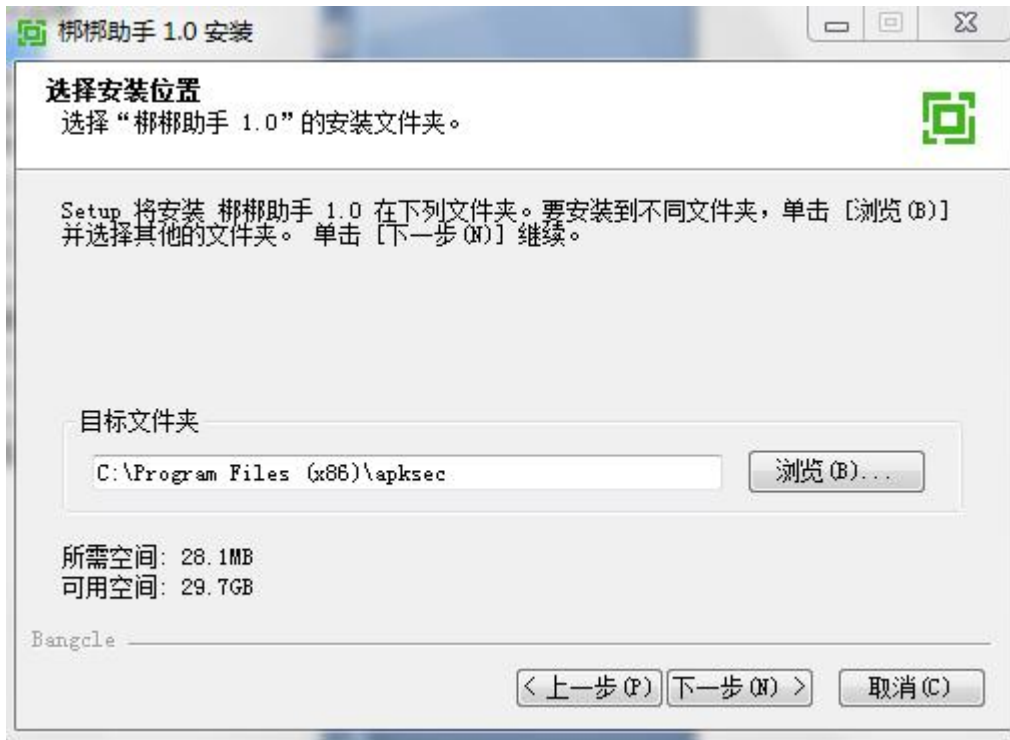 梆梆助手 1.0 安装
选择安装位置
选择“梆梆助手 1.0”的安装文件夹。
Setup 将安装 梆梆助手 1.0 在下列文件夹。要安装到不同文件夹，单击 [浏览(B)]
并选择其他的文件夹。 单击 [下一步(N)] 继续。
目标文件夹
C:\Program Files (x86)\apksec
浏览(B)...
所需空间: 28.1MB
可用空间: 29.7GB
Bangcle
< 上一步(P) 下一步(N) > 取消(C)